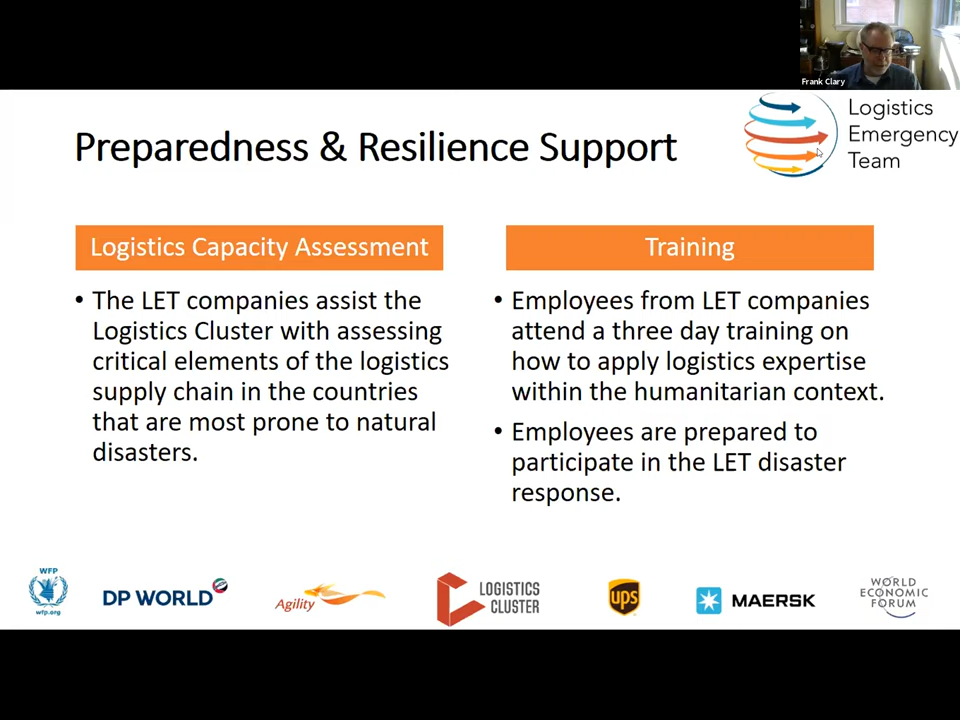 Frank Clary
Preparedness & Resilience Support
Logistics
Emergency
Team
Logistics Capacity Assessment
• The LET companies assist the
Logistics Cluster with assessing
critical elements of the logistics
supply chain in the countries
that are most prone to natural
disasters.
Training
• Employees from LET companies
attend a three day training on
how to apply logistics expertise
within the humanitarian context.
• Employees are prepared to
participate in the LET disaster
response.
WFP
wfp.org
DP WORLD
Agility
LOGISTICS
CLUSTER
ups
MAERSK
WORLD
ECONOMIC
FORUM